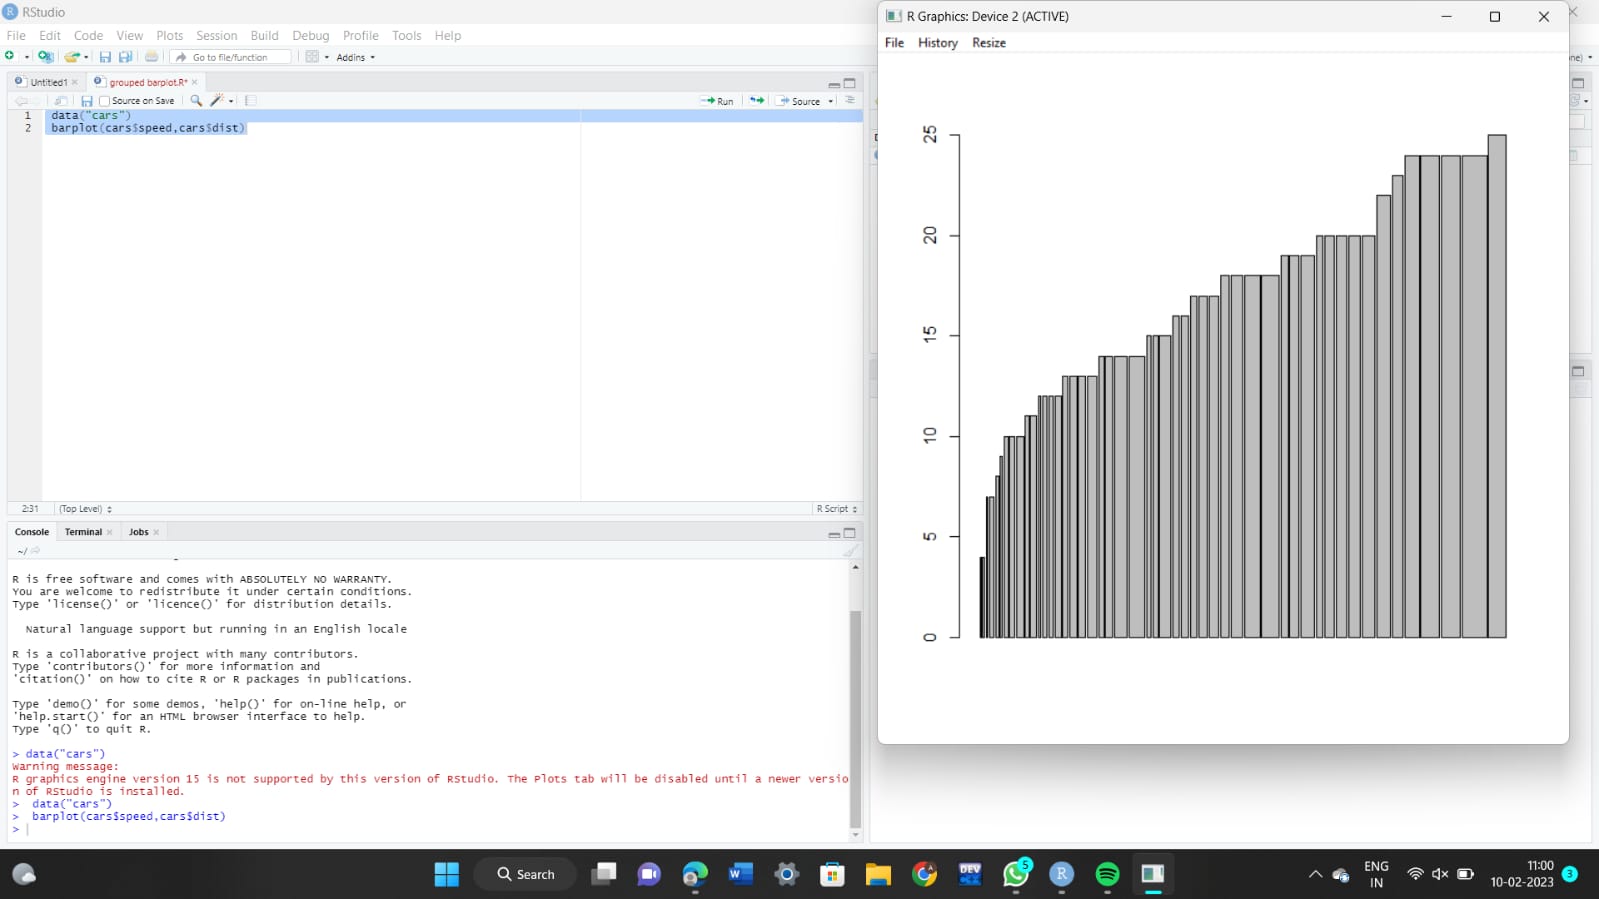 RStudio
File Edit Code View Plots Session Build Debug Profile Tools Help
Go to file/function Addins
Untitled1 grouped barplot.R*
Source on Save Run Source
1 data("cars")
2 barplot(cars$speed,cars$dist)
2:31 (Top Level) R Script
Console Terminal Jobs
~/
R is free software and comes with ABSOLUTELY NO WARRANTY.
You are welcome to redistribute it under certain conditions.
Type 'license()' or 'licence()' for distribution details.
Natural language support but running in an English locale
R is a collaborative project with many contributors.
Type 'contributors()' for more information and
'citation()' on how to cite R or R packages in publications.
Type 'demo()' for some demos, 'help()' for on-line help, or
'help.start()' for an HTML browser interface to help.
Type 'q()' to quit R.
> data("cars")
Warning message:
R graphics engine version 15 is not supported by this version of RStudio. The Plots tab will be disabled until a newer versio
n of RStudio is installed.
> data("cars")
> barplot(cars$speed,cars$dist)
>
R Graphics: Device 2 (ACTIVE)
File History Resize
25
20
15
10
5
0
Search
DEV
5
R
ENG
IN
11:00
10-02-2023
3